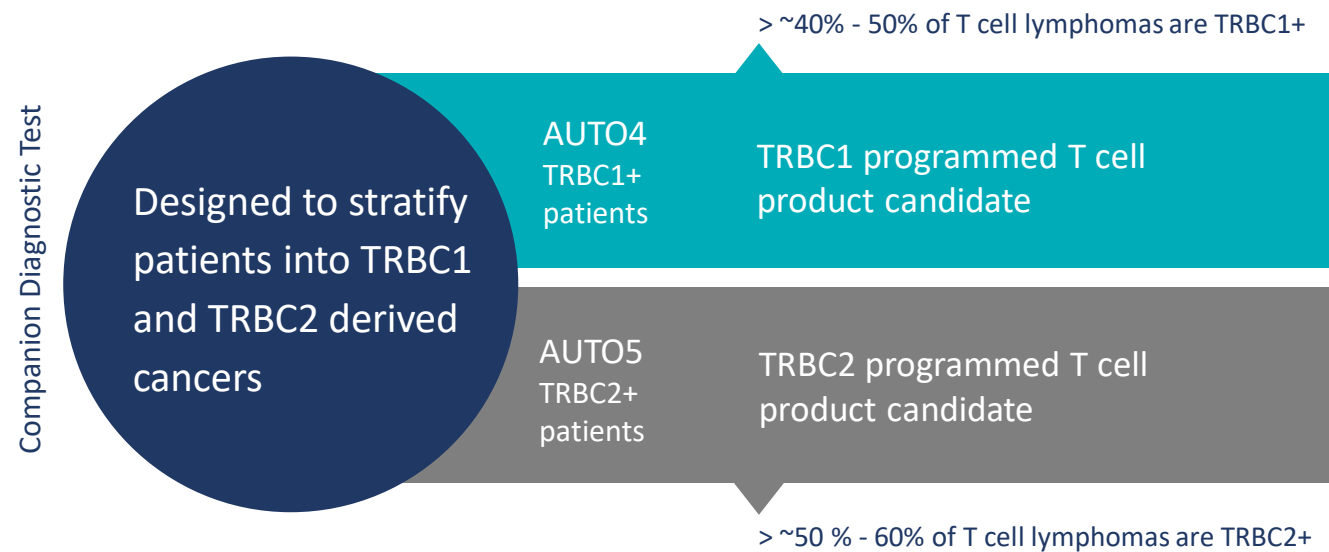 > ~40% - 50% of T cell lymphomas are TRBC1+
Companion Diagnostic Test
Designed to stratify
patients into TRBC1
and TRBC2 derived
cancers
AUTO4
TRBC1+
patients
TRBC1 programmed T cell
product candidate
AUTO5
TRBC2+
patients
TRBC2 programmed T cell
product candidate
> ~50 % - 60% of T cell lymphomas are TRBC2+